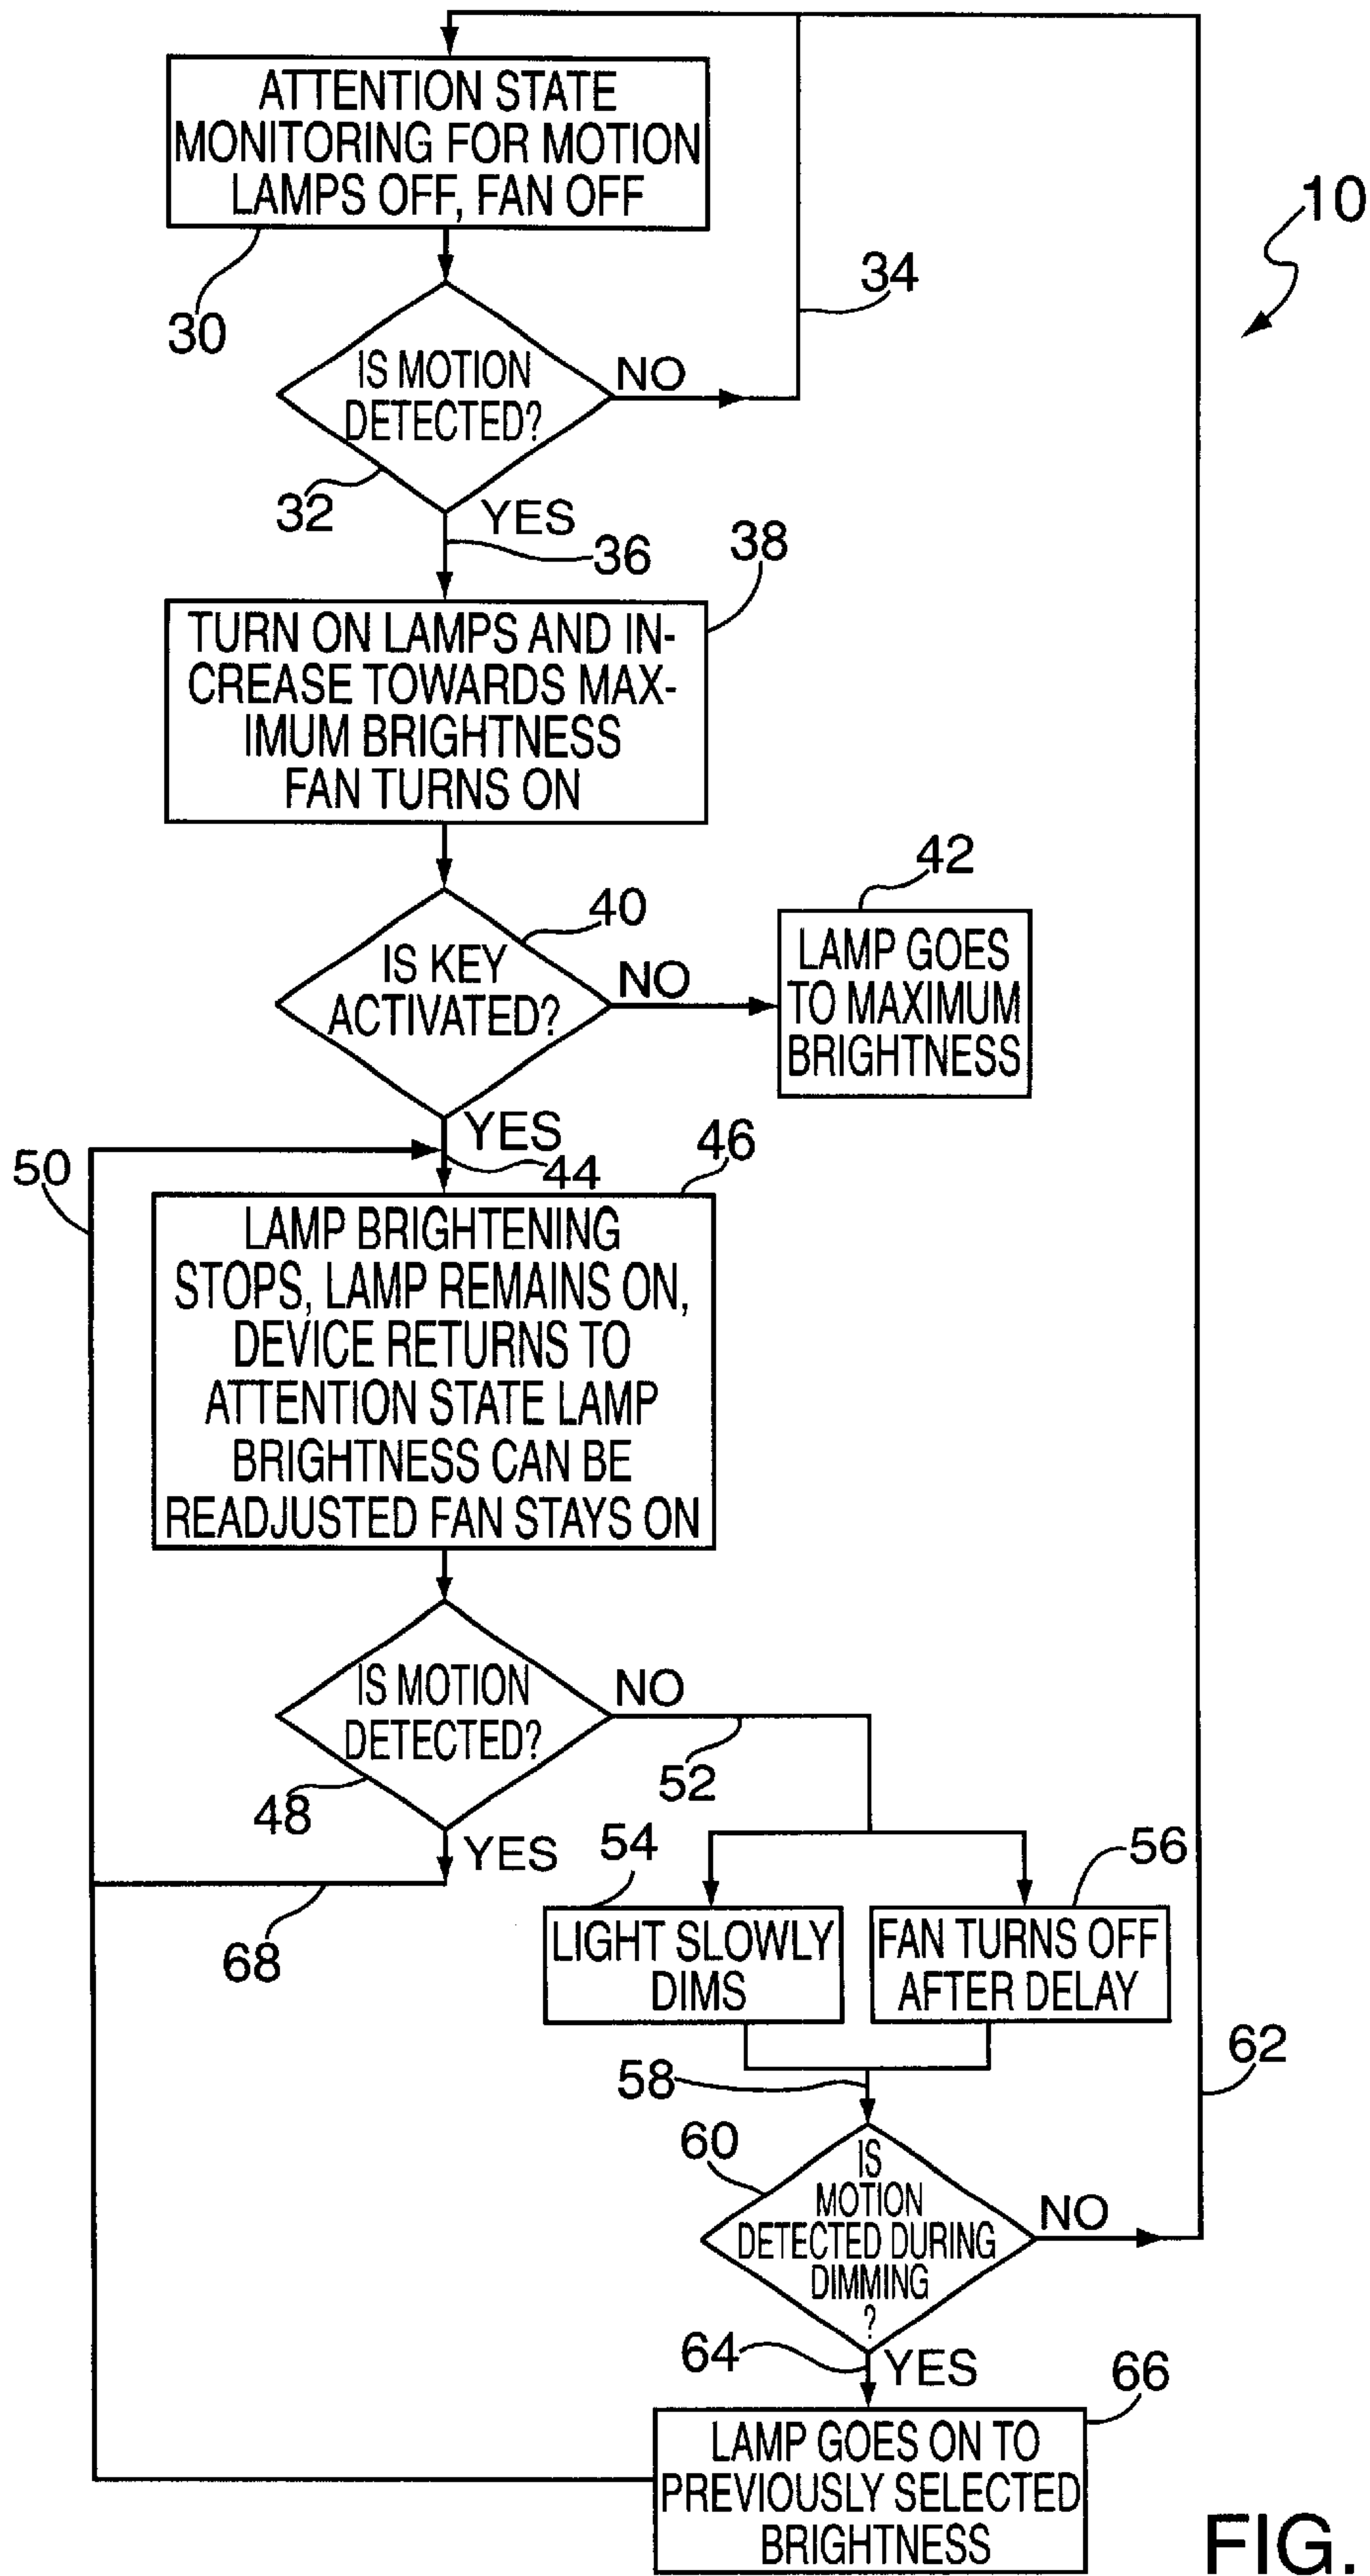 ATTENTION STATE
MONITORING FOR MOTION
LAMPS OFF, FAN OFF
10
34
30
IS MOTION
DETECTED?
NO
32
YES
36
38
TURN ON LAMPS AND IN-
CREASE TOWARDS MAX-
IMUM BRIGHTNESS
FAN TURNS ON
42
40
IS KEY
ACTIVATED?
NO
LAMP GOES
TO MAXIMUM
BRIGHTNESS
YES
44
46
50
LAMP BRIGHTENING
STOPS, LAMP REMAINS ON,
DEVICE RETURNS TO
ATTENTION STATE LAMP
BRIGHTNESS CAN BE
READJUSTED FAN STAYS ON
IS MOTION
DETECTED?
NO
52
48
YES
54
56
68
LIGHT SLOWLY
DIMS
FAN TURNS OFF
AFTER DELAY
62
58
60
IS
MOTION
DETECTED DURING
DIMMING
?
NO
64
YES
66
LAMP GOES ON TO
PREVIOUSLY SELECTED
BRIGHTNESS
FIG.